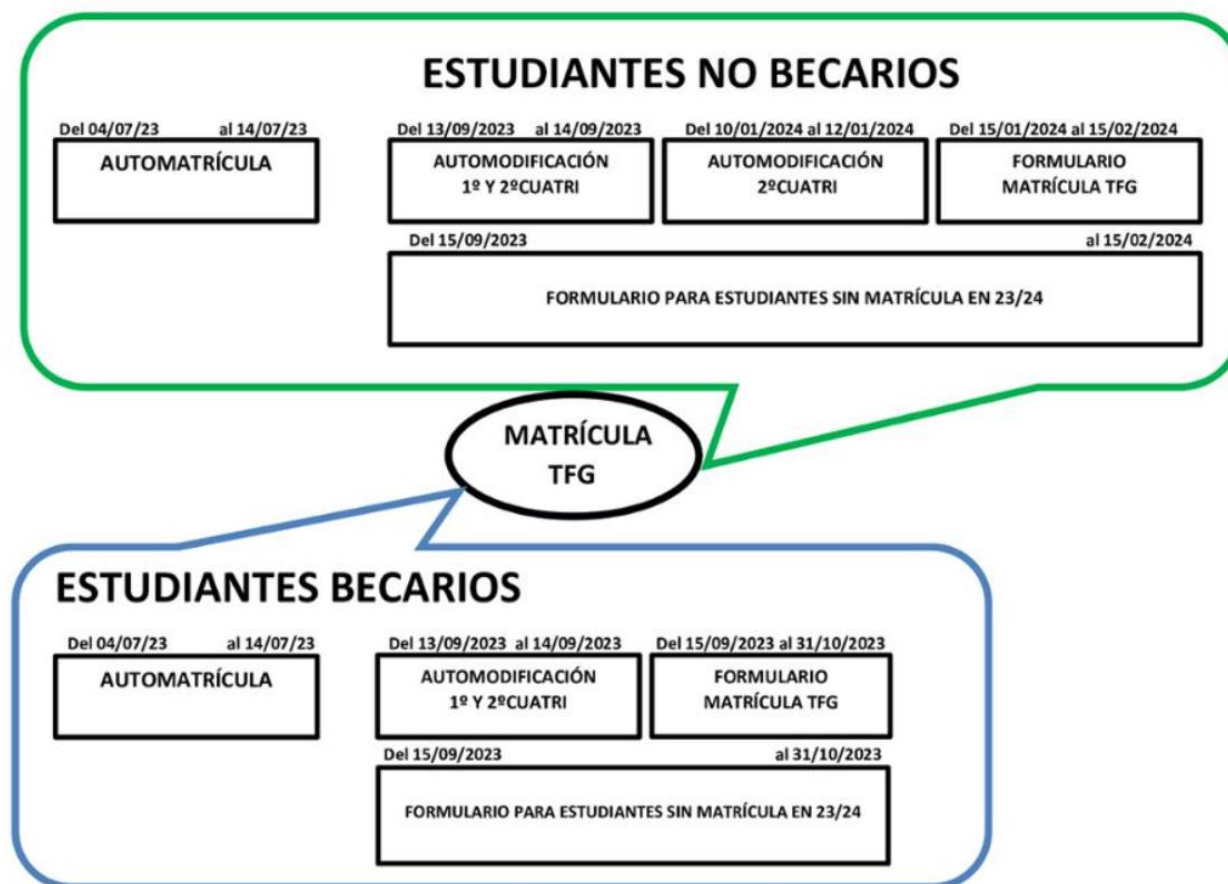 ESTUDIANTES NO BECARIOS
Del 04/07/23 al 14/07/23
AUTOMATRÍCULA
Del 13/09/2023 al 14/09/2023
AUTOMODIFICACIÓN
1º Y 2ºCUATRI
Del 10/01/2024 al 12/01/2024
AUTOMODIFICACIÓN
2ºCUATRI
Del 15/01/2024 al 15/02/2024
FORMULARIO
MATRÍCULA TFG
Del 15/09/2023 al 15/02/2024
FORMULARIO PARA ESTUDIANTES SIN MATRÍCULA EN 23/24
MATRÍCULA
TFG
ESTUDIANTES BECARIOS
Del 04/07/23 al 14/07/23
AUTOMATRÍCULA
Del 13/09/2023 al 14/09/2023
AUTOMODIFICACIÓN
1º Y 2ºCUATRI
Del 15/09/2023 al 31/10/2023
FORMULARIO
MATRÍCULA TFG
Del 15/09/2023 al 31/10/2023
FORMULARIO PARA ESTUDIANTES SIN MATRÍCULA EN 23/24